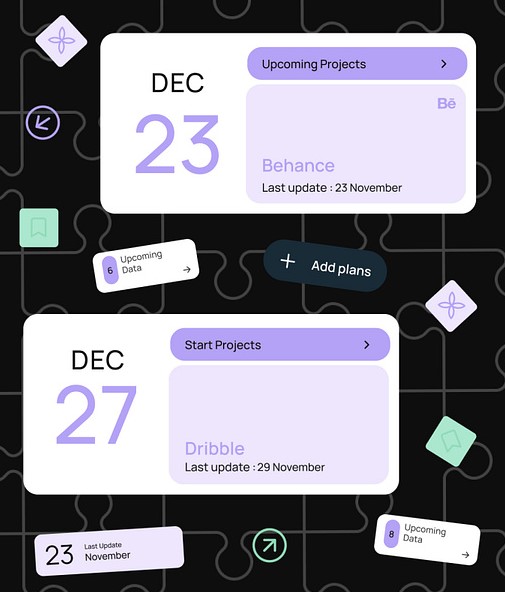 DEC
23
Upcoming Projects
Bē
Behance
Last update : 23 November
6
Upcoming
Data
Add plans
DEC
27
Start Projects
Dribble
Last update : 29 November
23
Last Update
November
8
Upcoming
Data